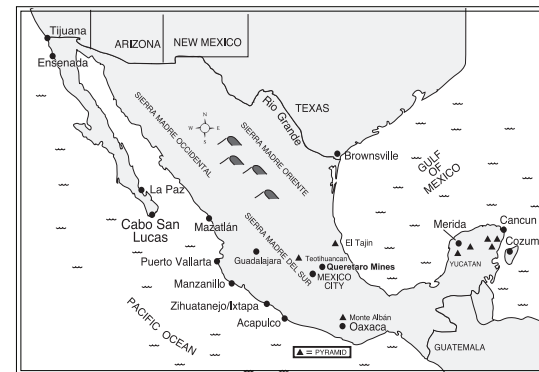 Tijuana
ARIZONA
NEW MEXICO
Ensenada
TEXAS
Rio Grande
SIERRA MADRE OCCIDENTAL
N
W E
S
SIERRA MADRE ORIENTE
Brownsville
GULF
OF
MEXICO
La Paz
Cabo San
Lucas
Mazatlán
SIERRA MADRE DEL SUR
El Tajin
Merida
Cancun
Cozum
YUCATAN
Puerto Vallarta
Guadalajara
Teotihuancan
Queretaro Mines
MEXICO
CITY
Manzanillo
Zihuatanejo/Ixtapa
Acapulco
Monte Albán
Oaxaca
PACIFIC OCEAN
GUATEMALA
= PYRAMID